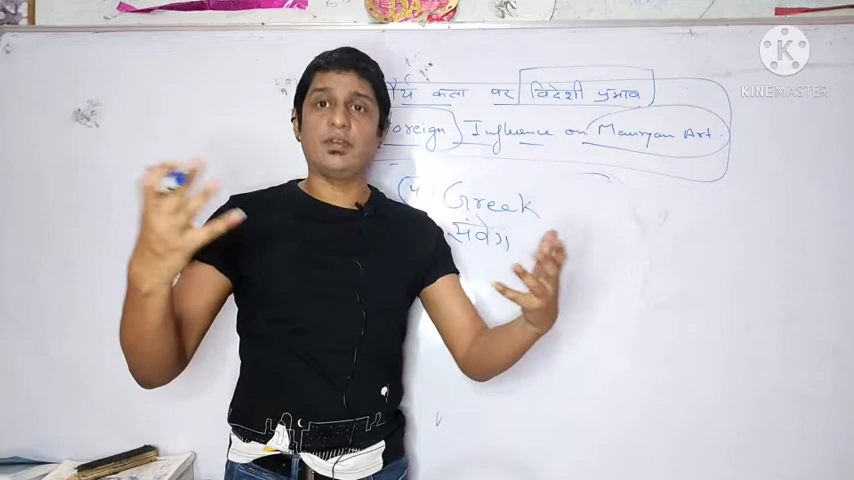 कला पर विदेशी प्रभाव
Foreign Influence on Mauryan Art.
Greek
संवेग
KINEMASTER